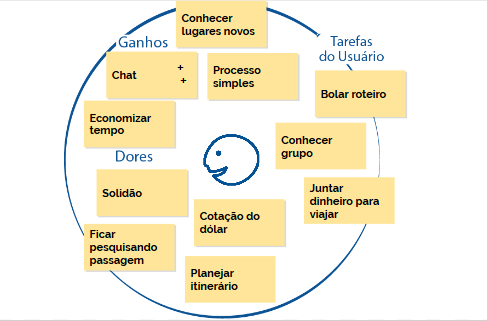 Conhecer
lugares novos
Ganhos
Chat
+
+
Processo
simples
Tarefas
do Usuário
Bolar roteiro
Economizar
tempo
Conhecer
grupo
Dores
Solidão
Juntar
dinheiro para
viajar
Cotação do
dólar
Ficar
pesquisando
passagem
Planejar
itinerário